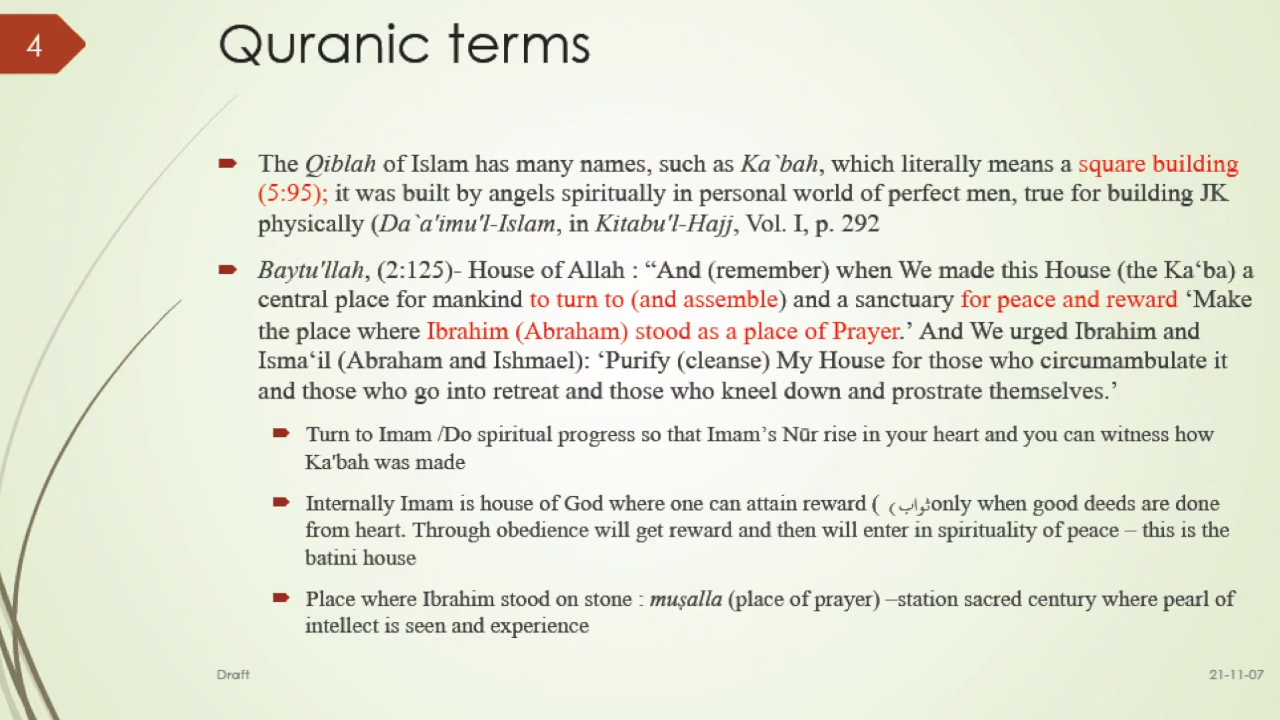 4
Quranic terms
The Qiblah of Islam has many names, such as Ka`bah, which literally means a square building
(5:95); it was built by angels spiritually in personal world of perfect men, true for building JK
physically (Da`a'imu'l-Islam, in Kitabu'l-Hajj, Vol. I, p. 292
Baytu'llah, (2:125)- House of Allah : “And (remember) when We made this House (the Ka‘ba) a
central place for mankind to turn to (and assemble) and a sanctuary for peace and reward ‘Make
the place where Ibrahim (Abraham) stood as a place of Prayer.’ And We urged Ibrahim and
Isma‘il (Abraham and Ishmael): ‘Purify (cleanse) My House for those who circumambulate it
and those who go into retreat and those who kneel down and prostrate themselves.’
Turn to Imam /Do spiritual progress so that Imam’s Nūr rise in your heart and you can witness how
Ka'bah was made
Internally Imam is house of God where one can attain reward ( ثواب) only when good deeds are done
from heart. Through obedience will get reward and then will enter in spirituality of peace – this is the
batini house
Place where Ibrahim stood on stone : muṣalla (place of prayer) –station sacred century where pearl of
intellect is seen and experience
Draft
21-11-07